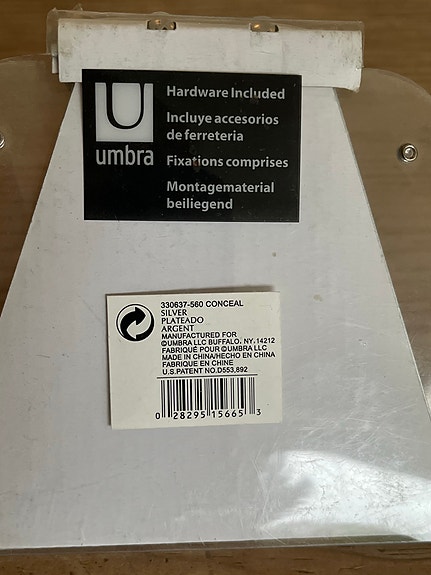 U
umbra
Hardware Included
Incluye accesorios
de ferreteria
Fixations comprises
Montagematerial
beiliegend
330637-560 CONCEAL
SILVER
PLATEADO
ARGENT
MANUFACTURED FOR
©UMBRA LLC BUFFALO, NY. 14212
FABRIQUÉ POUR ©UMBRA LLC
MADE IN CHINA/HECHO EN CHINA
FABRIQUE EN CHINE
U.S.PATENT NO.D553,892
0 28295 15665 3